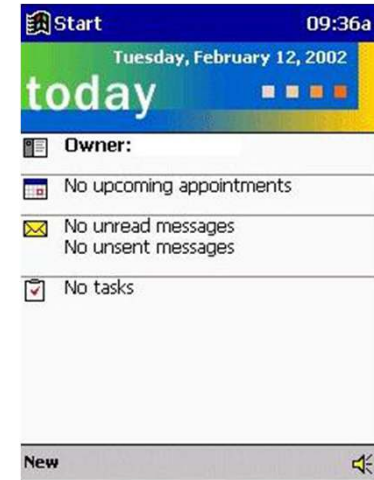 Start 09:36a
Tuesday, February 12, 2002
today
Owner:
No upcoming appointments
No unread messages
No unsent messages
No tasks
New